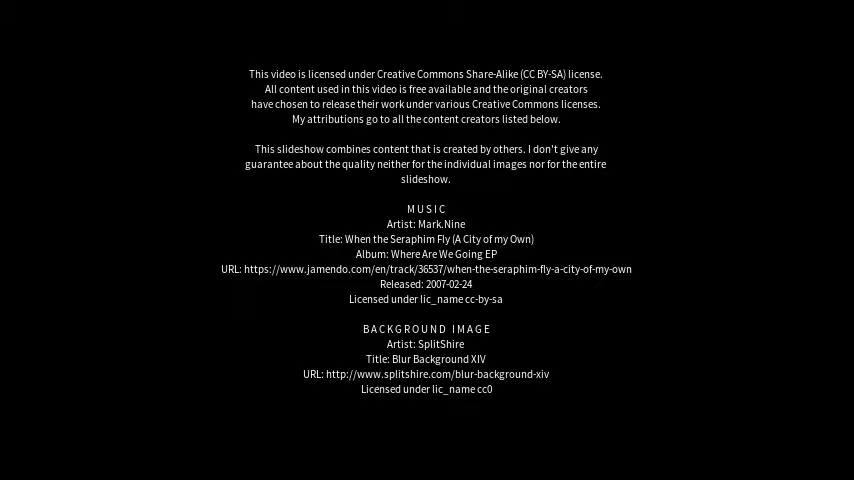 This video is licensed under Creative Commons Share-Alike (CC BY-SA) license.
All content used in this video is free available and the original creators
have chosen to release their work under various Creative Commons licenses.
My attributions go to all the content creators listed below.
This slideshow combines content that is created by others. I don't give any
guarantee about the quality neither for the individual images nor for the entire
slideshow.
MUSIC
Artist: Mark.Nine
Title: When the Seraphim Fly (A City of my Own)
Album: Where Are We Going EP
URL: https://www.jamendo.com/en/track/36537/when-the-seraphim-fly-a-city-of-my-own
Released: 2007-02-24
Licensed under lic_name cc-by-sa
BACKGROUND IMAGE
Artist: SplitShire
Title: Blur Background XIV
URL: http://www.splitshire.com/blur-background-xiv
Licensed under lic_name cc0